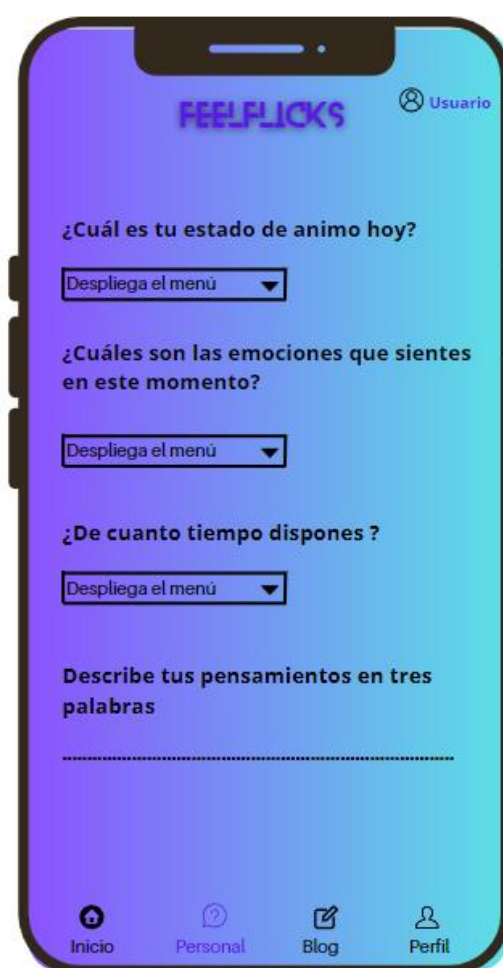 FEELFLICKS
Usuario
¿Cuál es tu estado de animo hoy?
Despliega el menú
¿Cuáles son las emociones que sientes
en este momento?
Despliega el menú
¿De cuanto tiempo dispones ?
Despliega el menú
Describe tus pensamientos en tres
palabras
Inicio
Personal
Blog
Perfil